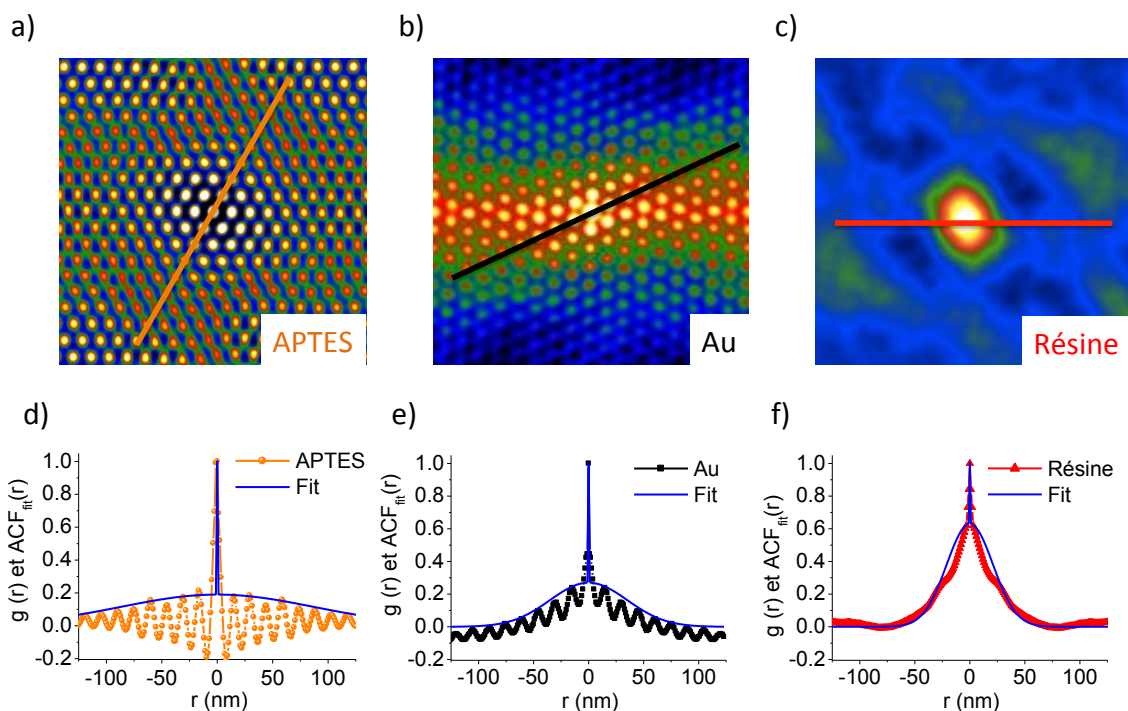 a)
b)
c)
APTES
Au
Résine
d)
e)
f)
g (r) et ACFfit(r)
1.0
0.8
0.6
0.4
0.2
0.0
-0.2
APTES
Fit
-100 -50 0 50 100
r (nm)
g (r) et ACFfit(r)
1.0
0.8
0.6
0.4
0.2
0.0
-0.2
Au
Fit
-100 -50 0 50 100
r (nm)
g (r) et ACFfit(r)
1.0
0.8
0.6
0.4
0.2
0.0
-0.2
Résine
Fit
-100 -50 0 50 100
r (nm)